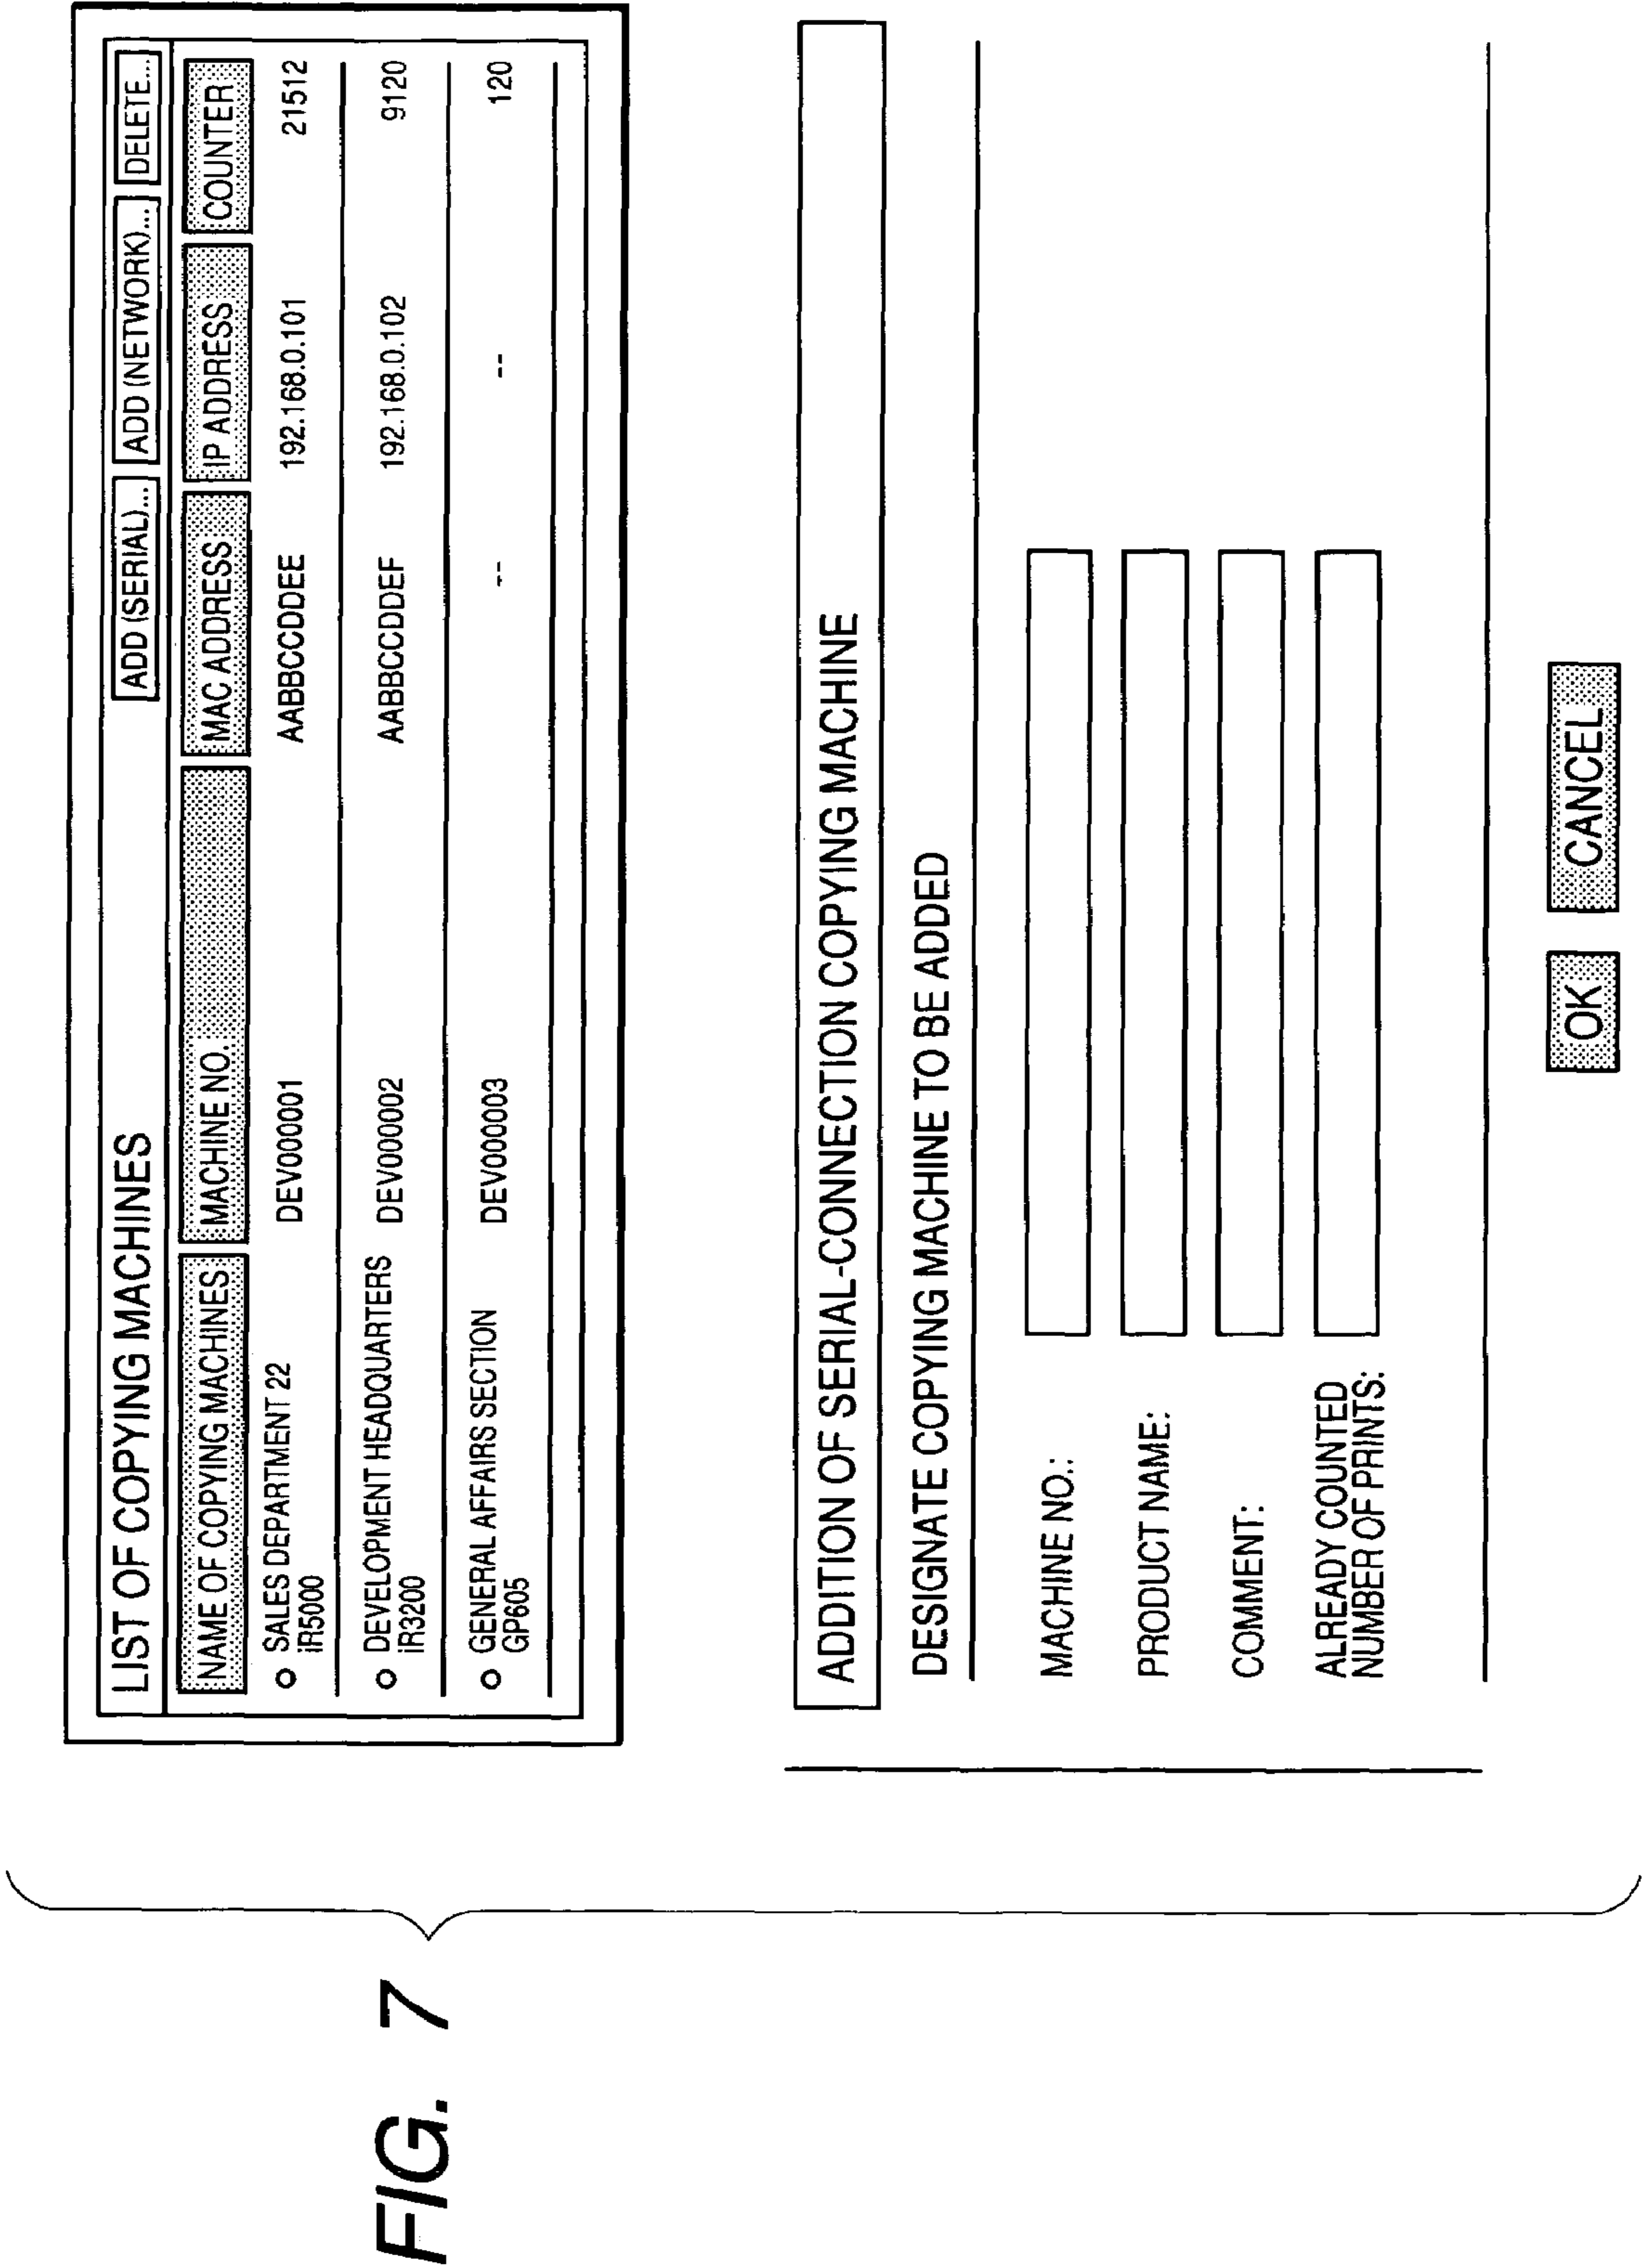 FIG. 7
LIST OF COPYING MACHINES
ADD (SERIAL)... ADD (NETWORK)... DELETE...
NAME OF COPYING MACHINES MACHINE NO. MAC ADDRESS IP ADDRESS COUNTER
SALES DEPARTMENT 22 DEV000001 AABBCCDDEE 192.168.0.101 21512
iR5000
DEVELOPMENT HEADQUARTERS DEV000002 AABBCCDDEF 192.168.0.102 9120
iR3200
GENERAL AFFAIRS SECTION DEV000003 -- -- 120
GP605
ADDITION OF SERIAL-CONNECTION COPYING MACHINE
DESIGNATE COPYING MACHINE TO BE ADDED
MACHINE NO.:
PRODUCT NAME:
COMMENT:
ALREADY COUNTED
NUMBER OF PRINTS:
OK CANCEL